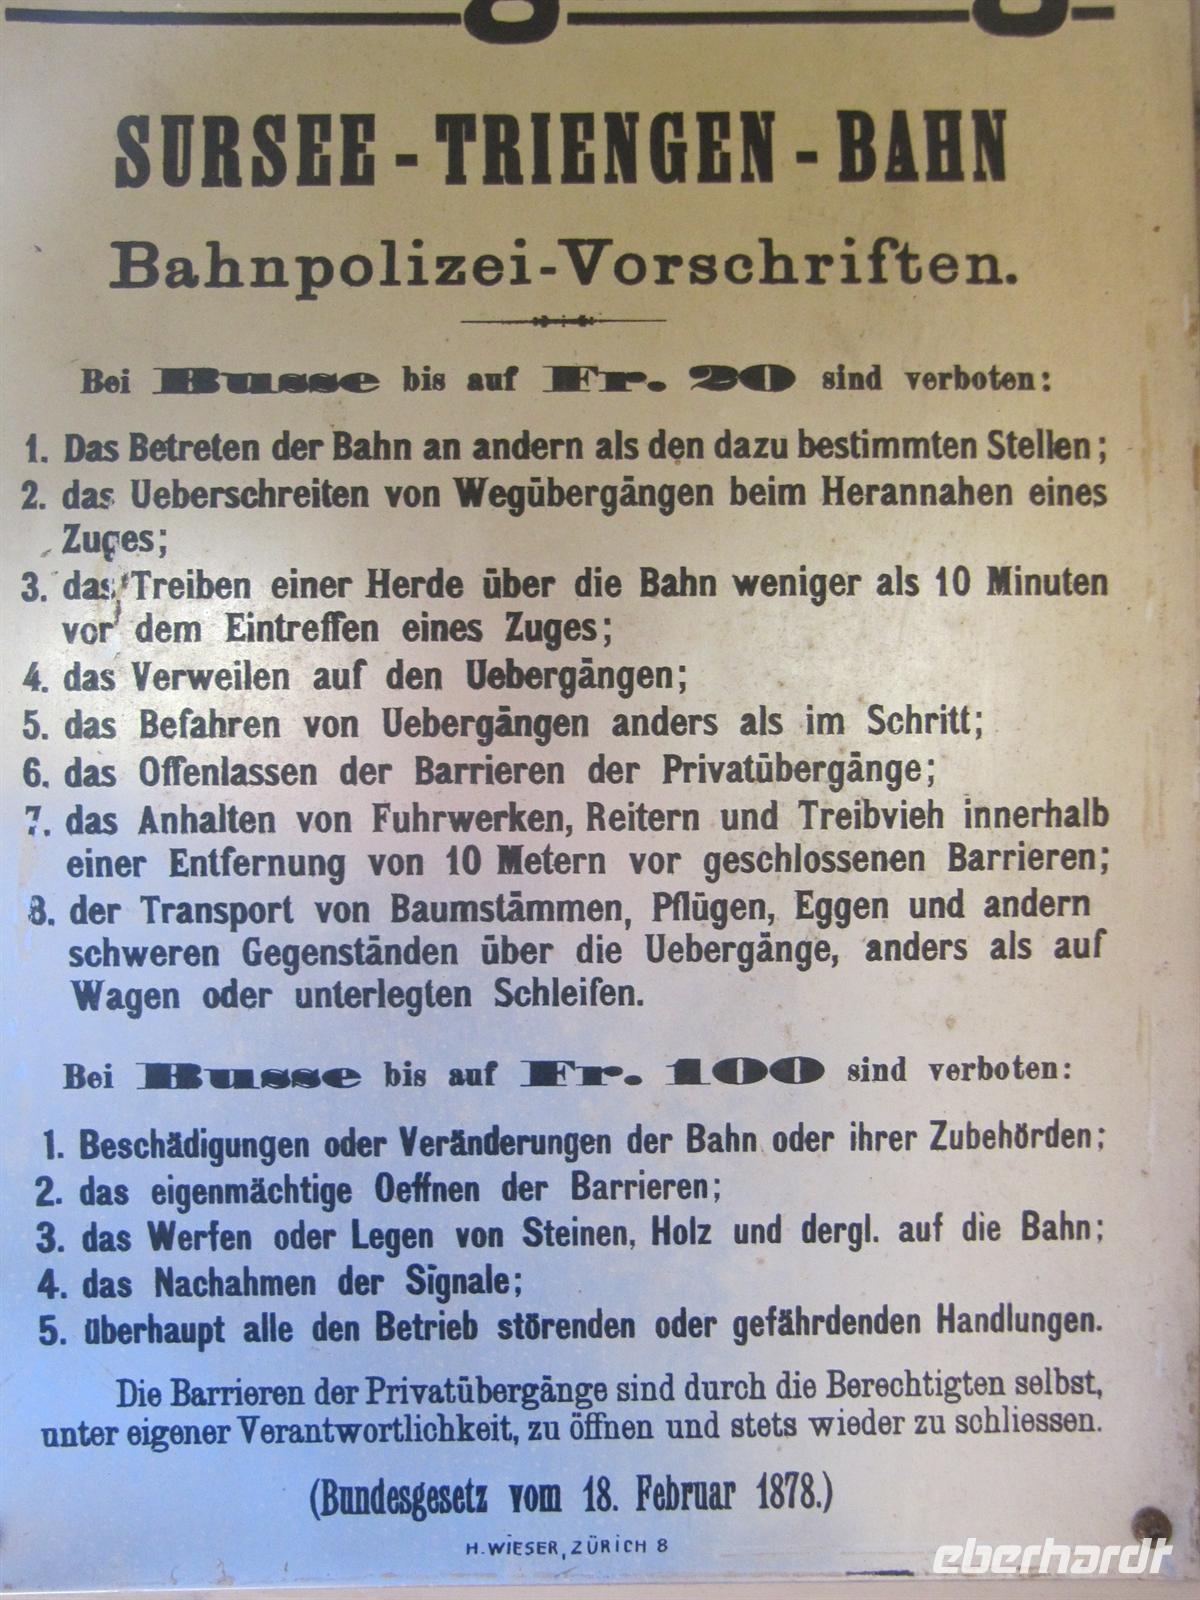 SURSEE - TRIENGEN - BAHN
Bahnpolizei-Vorschriften.
Bei Busse bis auf Fr. 20 sind verboten:
1. Das Betreten der Bahn an andern als den dazu bestimmten Stellen;
2. das Ueberschreiten von Wegübergängen beim Herannahen eines
Zuges;
3. das Treiben einer Herde über die Bahn weniger als 10 Minuten
vor dem Eintreffen eines Zuges;
4. das Verweilen auf den Uebergängen;
5. das Befahren von Uebergängen anders als im Schritt;
6. das Offenlassen der Barrieren der Privatübergänge;
7. das Anhalten von Fuhrwerken, Reitern und Treibvieh innerhalb
einer Entfernung von 10 Metern vor geschlossenen Barrieren;
8. der Transport von Baumstämmen, Pflügen, Eggen und andern
schweren Gegenständen über die Uebergänge, anders als auf
Wagen oder unterlegten Schleifen.
Bei Busse bis auf Fr. 100 sind verboten:
1. Beschädigungen oder Veränderungen der Bahn oder ihrer Zubehörden;
2. das eigenmächtige Oeffnen der Barrieren;
3. das Werfen oder Legen von Steinen, Holz und dergl. auf die Bahn;
4. das Nachahmen der Signale;
5. überhaupt alle den Betrieb störenden oder gefährdenden Handlungen.
Die Barrieren der Privatübergänge sind durch die Berechtigten selbst,
unter eigener Verantwortlichkeit, zu öffnen und stets wieder zu schliessen.
(Bundesgesetz vom 18. Februar 1878.)
H. WIESER, ZÜRICH 8
eberhardt